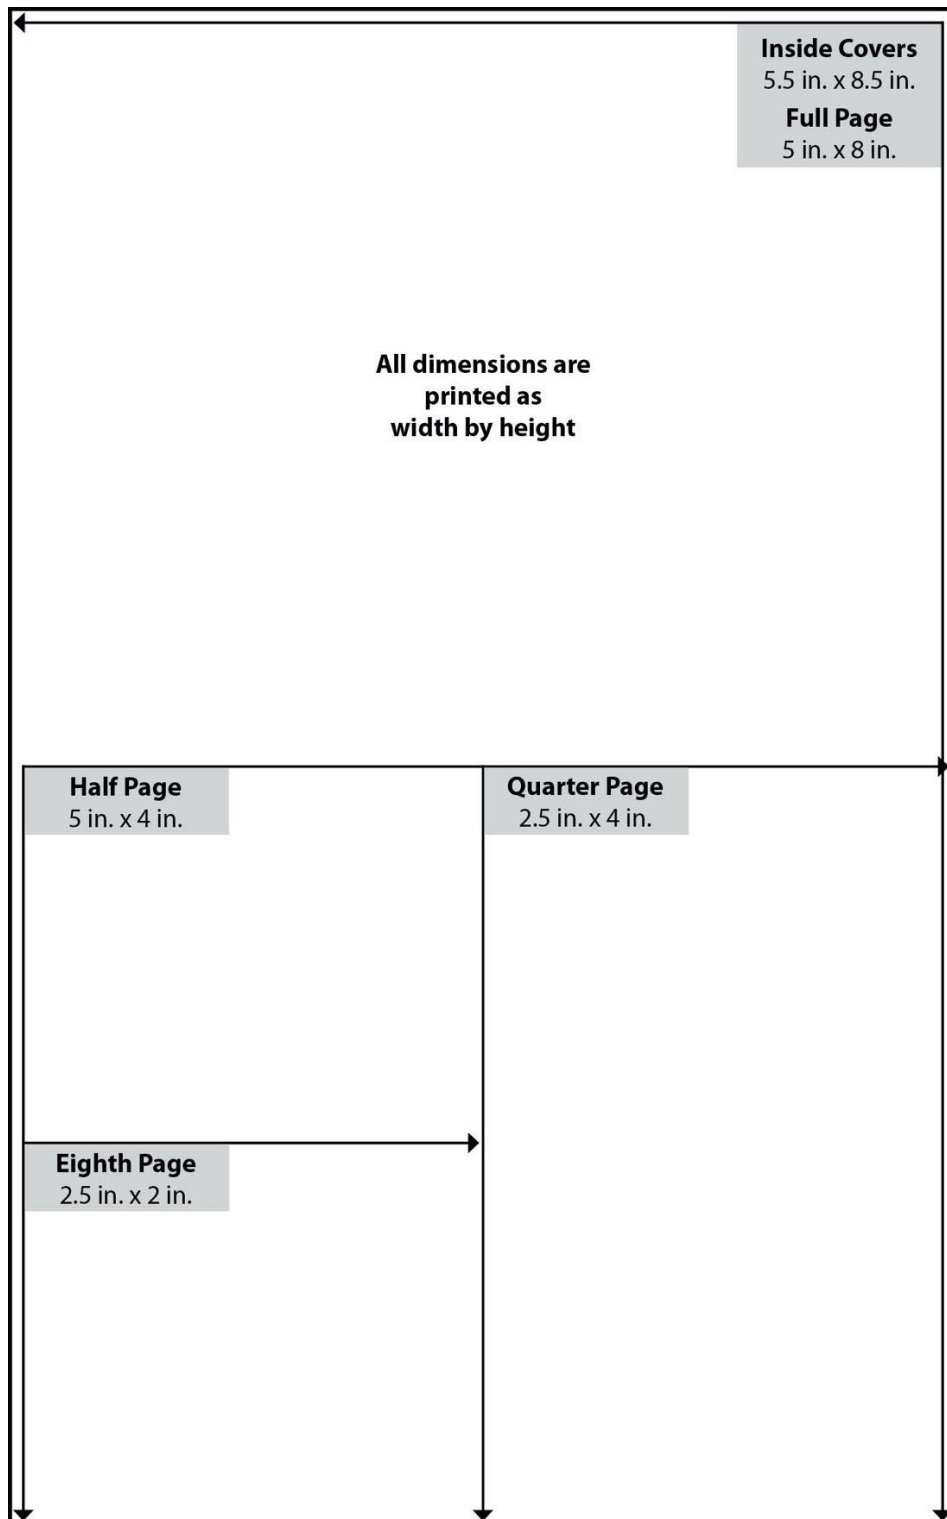 Inside Covers
5.5 in. x 8.5 in.
Full Page
5 in. x 8 in.
All dimensions are
printed as
width by height
Half Page
5 in. x 4 in.
Quarter Page
2.5 in. x 4 in.
Eighth Page
2.5 in. x 2 in.